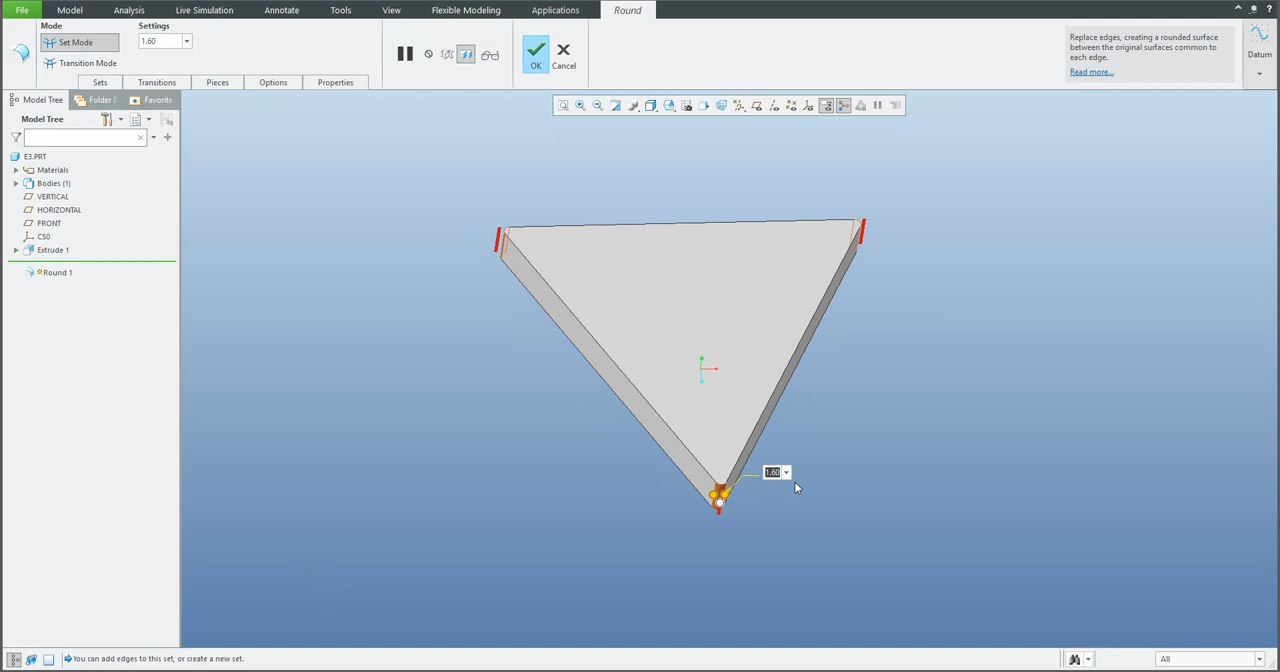 File Model Analysis Live Simulation Annotate Tools View Flexible Modeling Applications Round
Mode
Set Mode
Transition Mode
Settings
1.60
OK
Cancel
Replace edges, creating a rounded surface
between the original surfaces common to
each edge.
Read more...
Datum
Sets Transitions Pieces Options Properties
Model Tree Folder Favorite
Model Tree
E3.PRT
Materials
Bodies (1)
VERTICAL
HORIZONTAL
FRONT
CS0
Extrude 1
Round 1
1.60
You can add edges to this set, or create a new set.
All